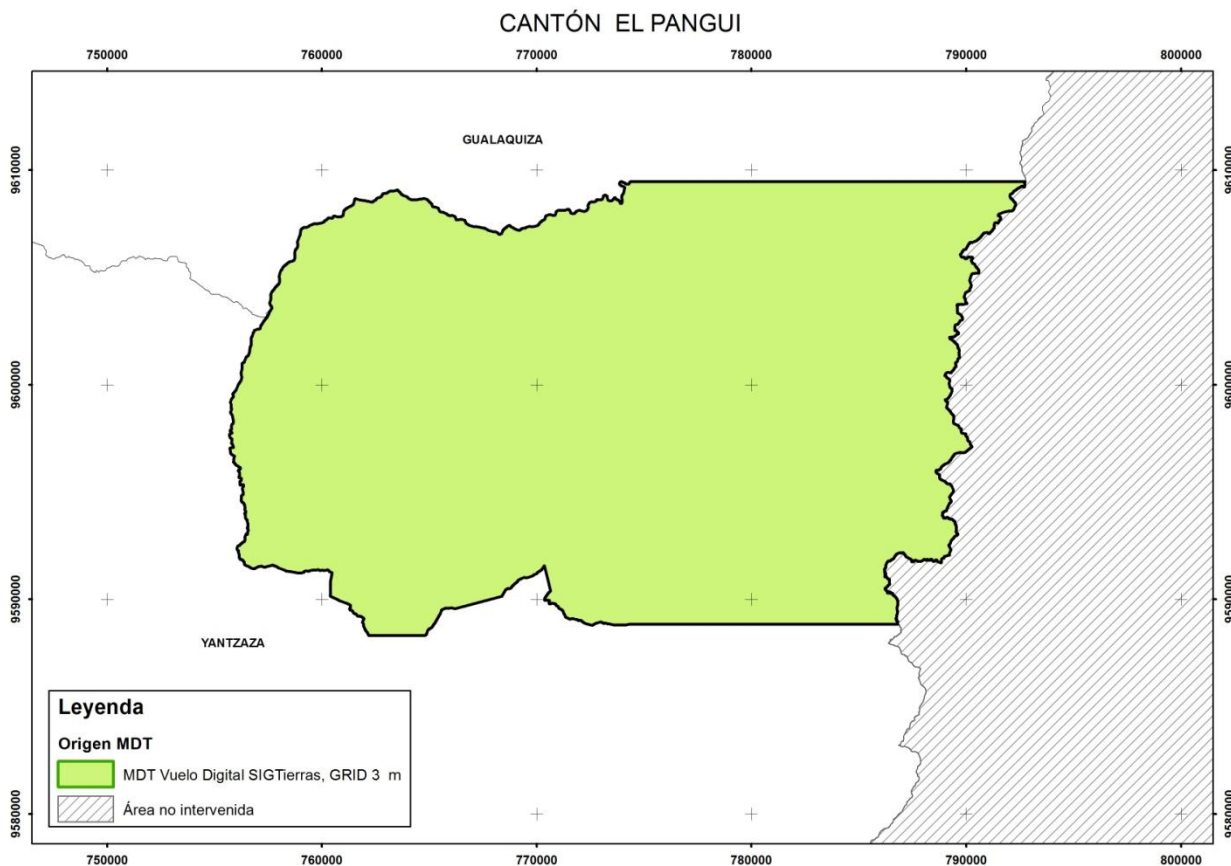 CANTÓN EL PANGUI
750000 760000 770000 780000 790000 800000
GUALAQUIZA
9610000 9610000
9600000 9600000
9590000 9590000
YANTZAZA
Leyenda
Origen MDT
MDT Vuelo Digital SIGTierras, GRID 3 m
Área no intervenida
9580000 9580000
750000 760000 770000 780000 790000 800000